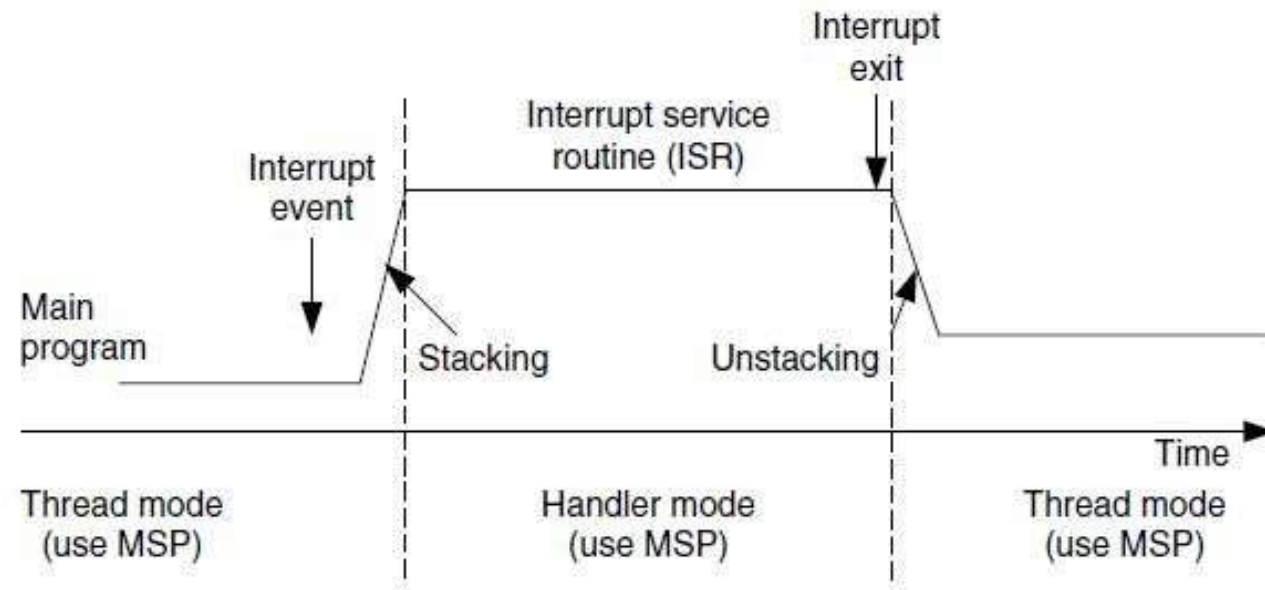 Interrupt
exit
Interrupt service
routine (ISR)
Interrupt
event
Main
program
Stacking
Unstacking
Time
Thread mode
(use MSP)
Handler mode
(use MSP)
Thread mode
(use MSP)